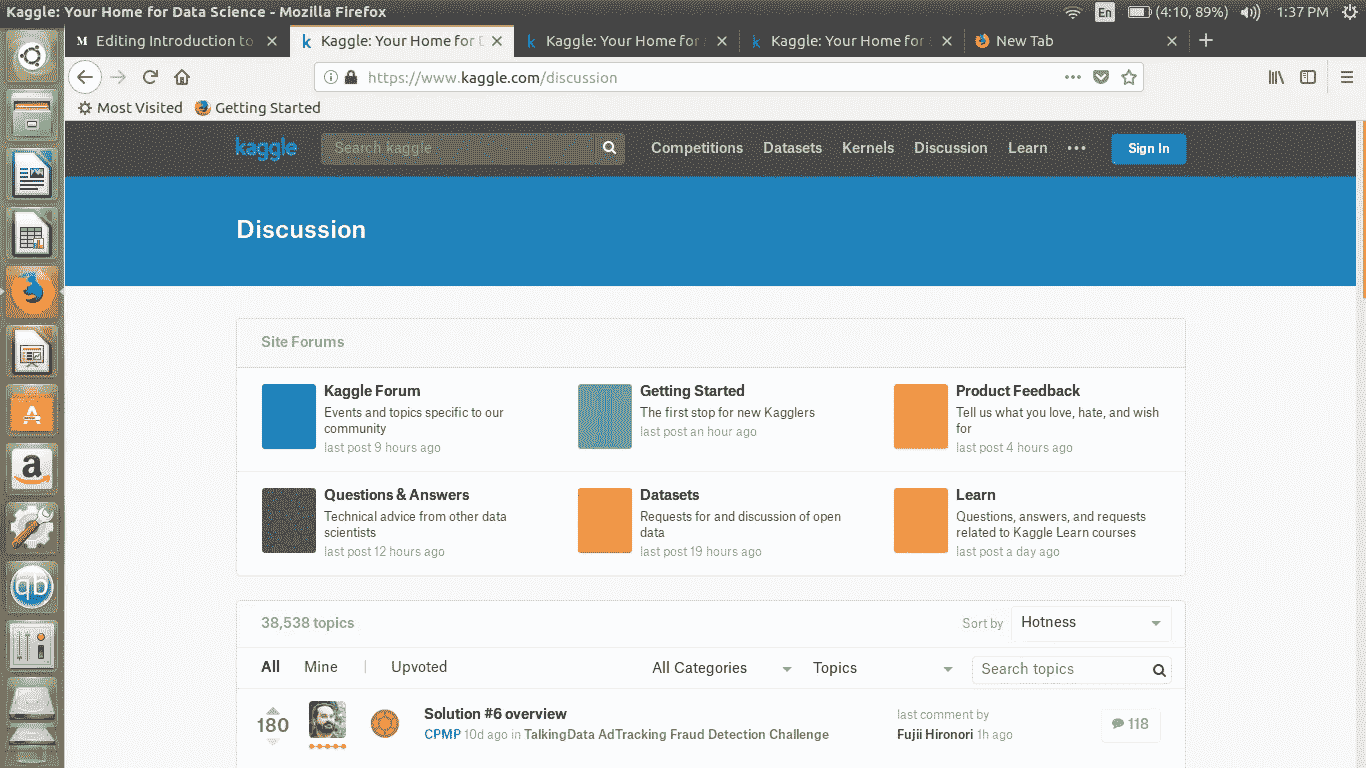 Kaggle: Your Home for Data Science - Mozilla Firefox
En
(4:10, 89%)
1:37 PM
M Editing Introduction to
k Kaggle: Your Home for
k Kaggle: Your Home for
k Kaggle: Your Home for
New Tab
https://www.kaggle.com/discussion
Most Visited
Getting Started
kaggle
Search kaggle
Competitions
Datasets
Kernels
Discussion
Learn
Sign In
Discussion
Site Forums
Kaggle Forum
Events and topics specific to our
community
last post 9 hours ago
Getting Started
The first stop for new Kagglers
last post an hour ago
Product Feedback
Tell us what you love, hate, and wish
for
last post 4 hours ago
Questions & Answers
Technical advice from other data
scientists
last post 12 hours ago
Datasets
Requests for and discussion of open
data
last post 19 hours ago
Learn
Questions, answers, and requests
related to Kaggle Learn courses
last post a day ago
38,538 topics
Sort by
Hotness
All
Mine
Upvoted
All Categories
Topics
Search topics
180
Solution #6 overview
CPMP 10d ago in TalkingData AdTracking Fraud Detection Challenge
last comment by
Fujii Hironori 1h ago
118
a
qb